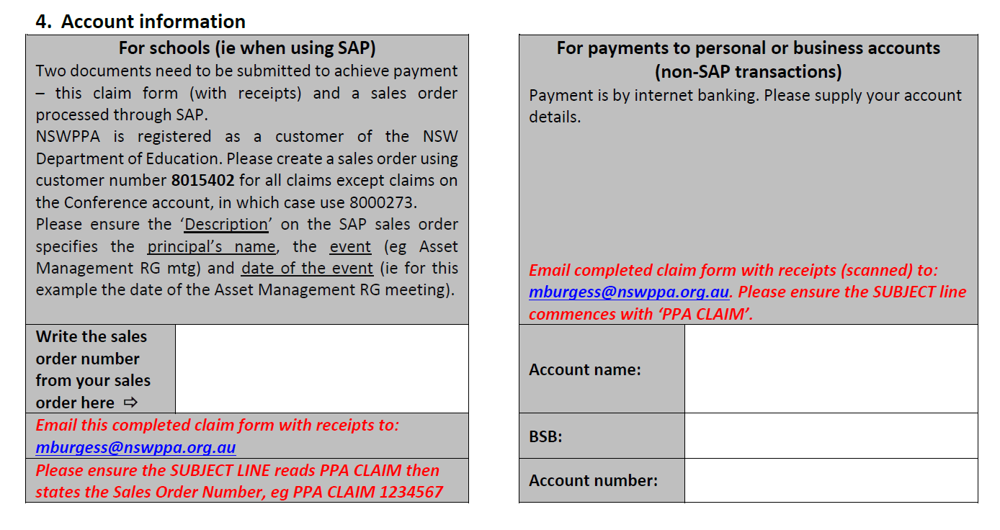 4. Account information
For schools (ie when using SAP)
Two documents need to be submitted to achieve payment
– this claim form (with receipts) and a sales order
processed through SAP.
NSWPPA is registered as a customer of the NSW
Department of Education. Please create a sales order using
customer number 8015402 for all claims except claims on
the Conference account, in which case use 8000273.
Please ensure the ‘Description’ on the SAP sales order
specifies the principal’s name, the event (eg Asset
Management RG mtg) and date of the event (ie for this
example the date of the Asset Management RG meeting).
Write the sales
order number
from your sales
order here ⇨
Email this completed claim form with receipts to:
mburgess@nswppa.org.au
Please ensure the SUBJECT LINE reads PPA CLAIM then
states the Sales Order Number, eg PPA CLAIM 1234567
For payments to personal or business accounts
(non-SAP transactions)
Payment is by internet banking. Please supply your account
details.
Email completed claim form with receipts (scanned) to:
mburgess@nswppa.org.au. Please ensure the SUBJECT line
commences with ‘PPA CLAIM’.
Account name:
BSB:
Account number: